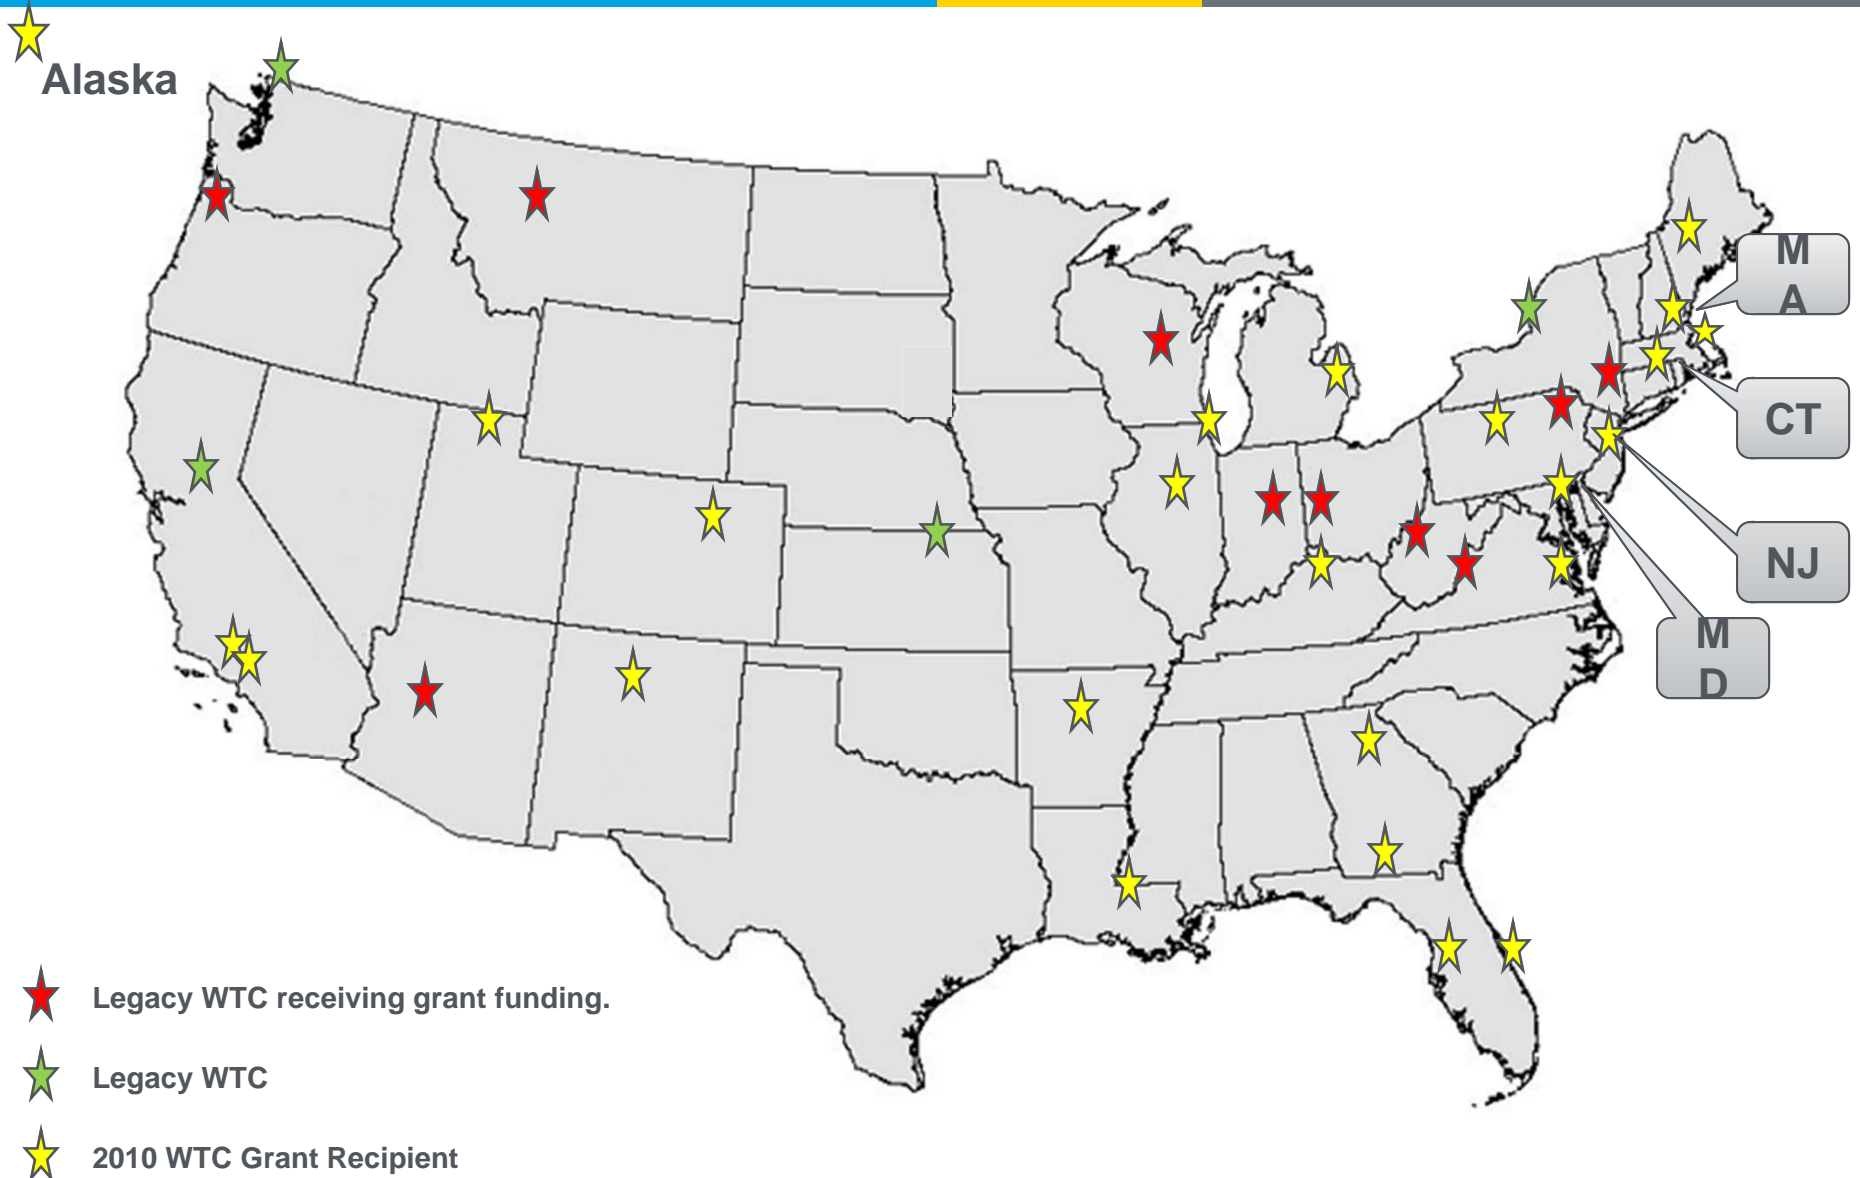 Alaska
M
A
CT
NJ
M
D
Legacy WTC receiving grant funding.
Legacy WTC
2010 WTC Grant Recipient